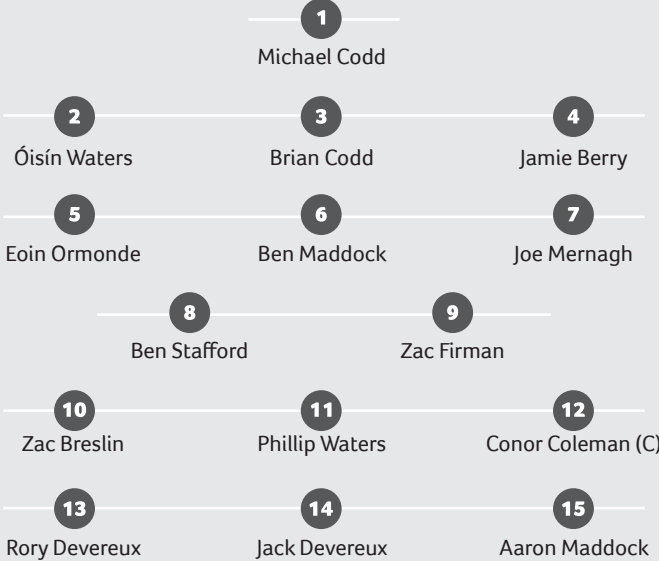 1
Michael Codd
2 3 4
Óisín Waters Brian Codd Jamie Berry
5 6 7
Eoin Ormonde Ben Maddock Joe Mernagh
8 9
Ben Stafford Zac Firman
10 11 12
Zac Breslin Phillip Waters Conor Coleman (C)
13 14 15
Rory Devereux Jack Devereux Aaron Maddock